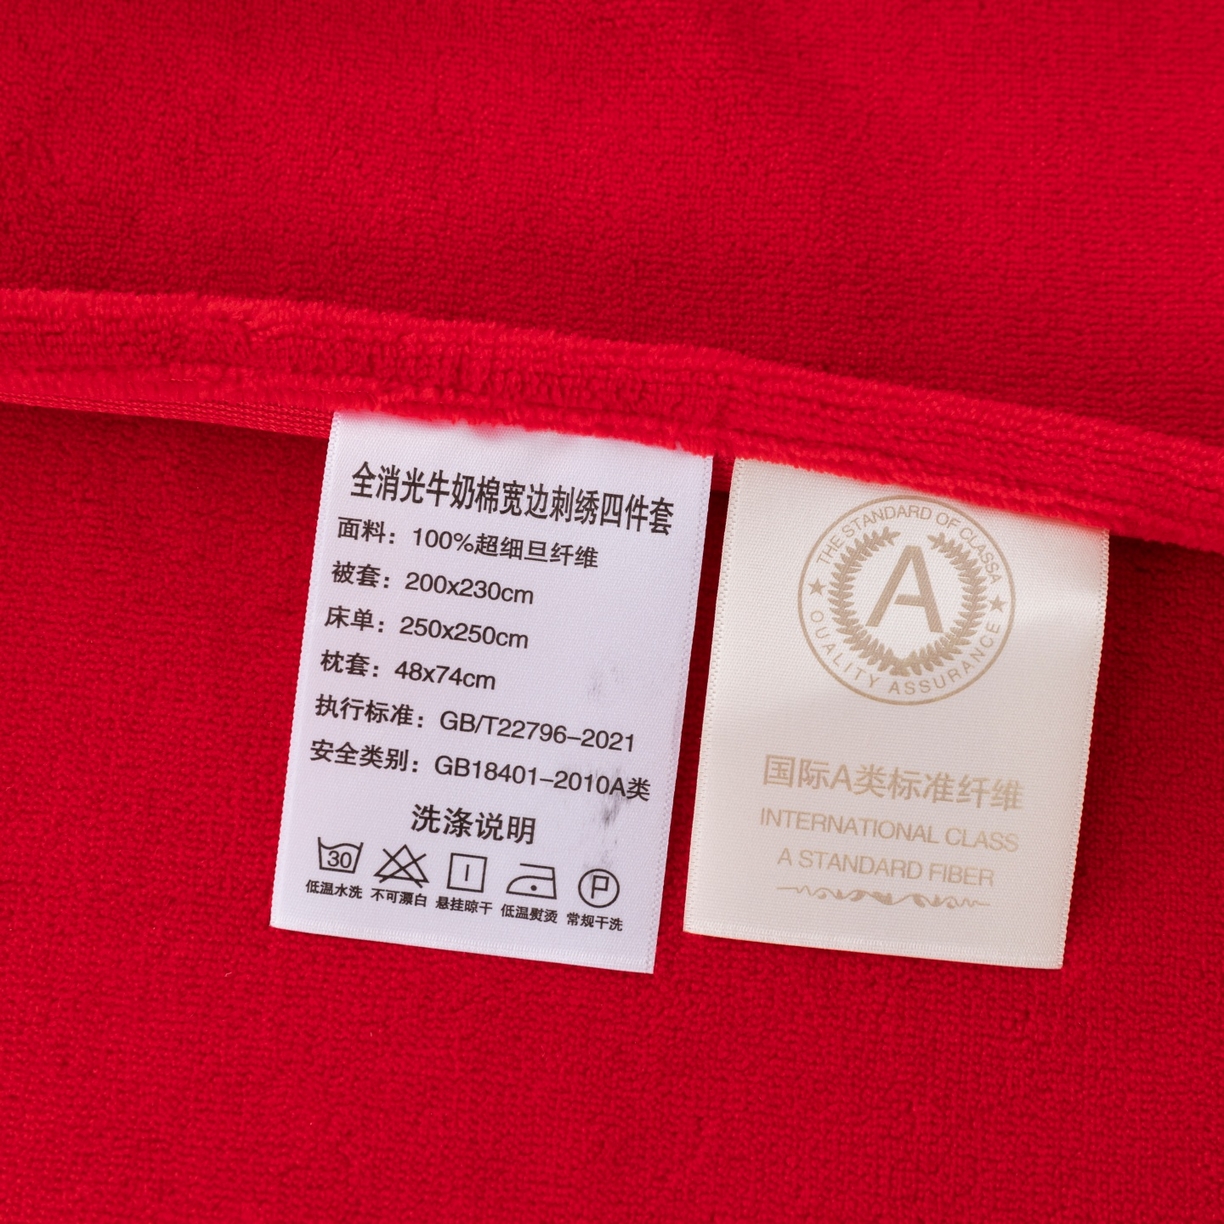 全消光牛奶棉宽边刺绣四件套
面料：100%超细旦纤维
被套：200x230cm
床单：250x250cm
枕套：48x74cm
执行标准：GB/T22796–2021
安全类别：GB18401–2010A类
洗涤说明
30 P
低温水洗 不可漂白 悬挂晾干 低温熨烫 常规干洗
THE STANDARD OF CLASSA
A
QUALITY ASSURANCE
国际A类标准纤维
INTERNATIONAL CLASS
A STANDARD FIBER